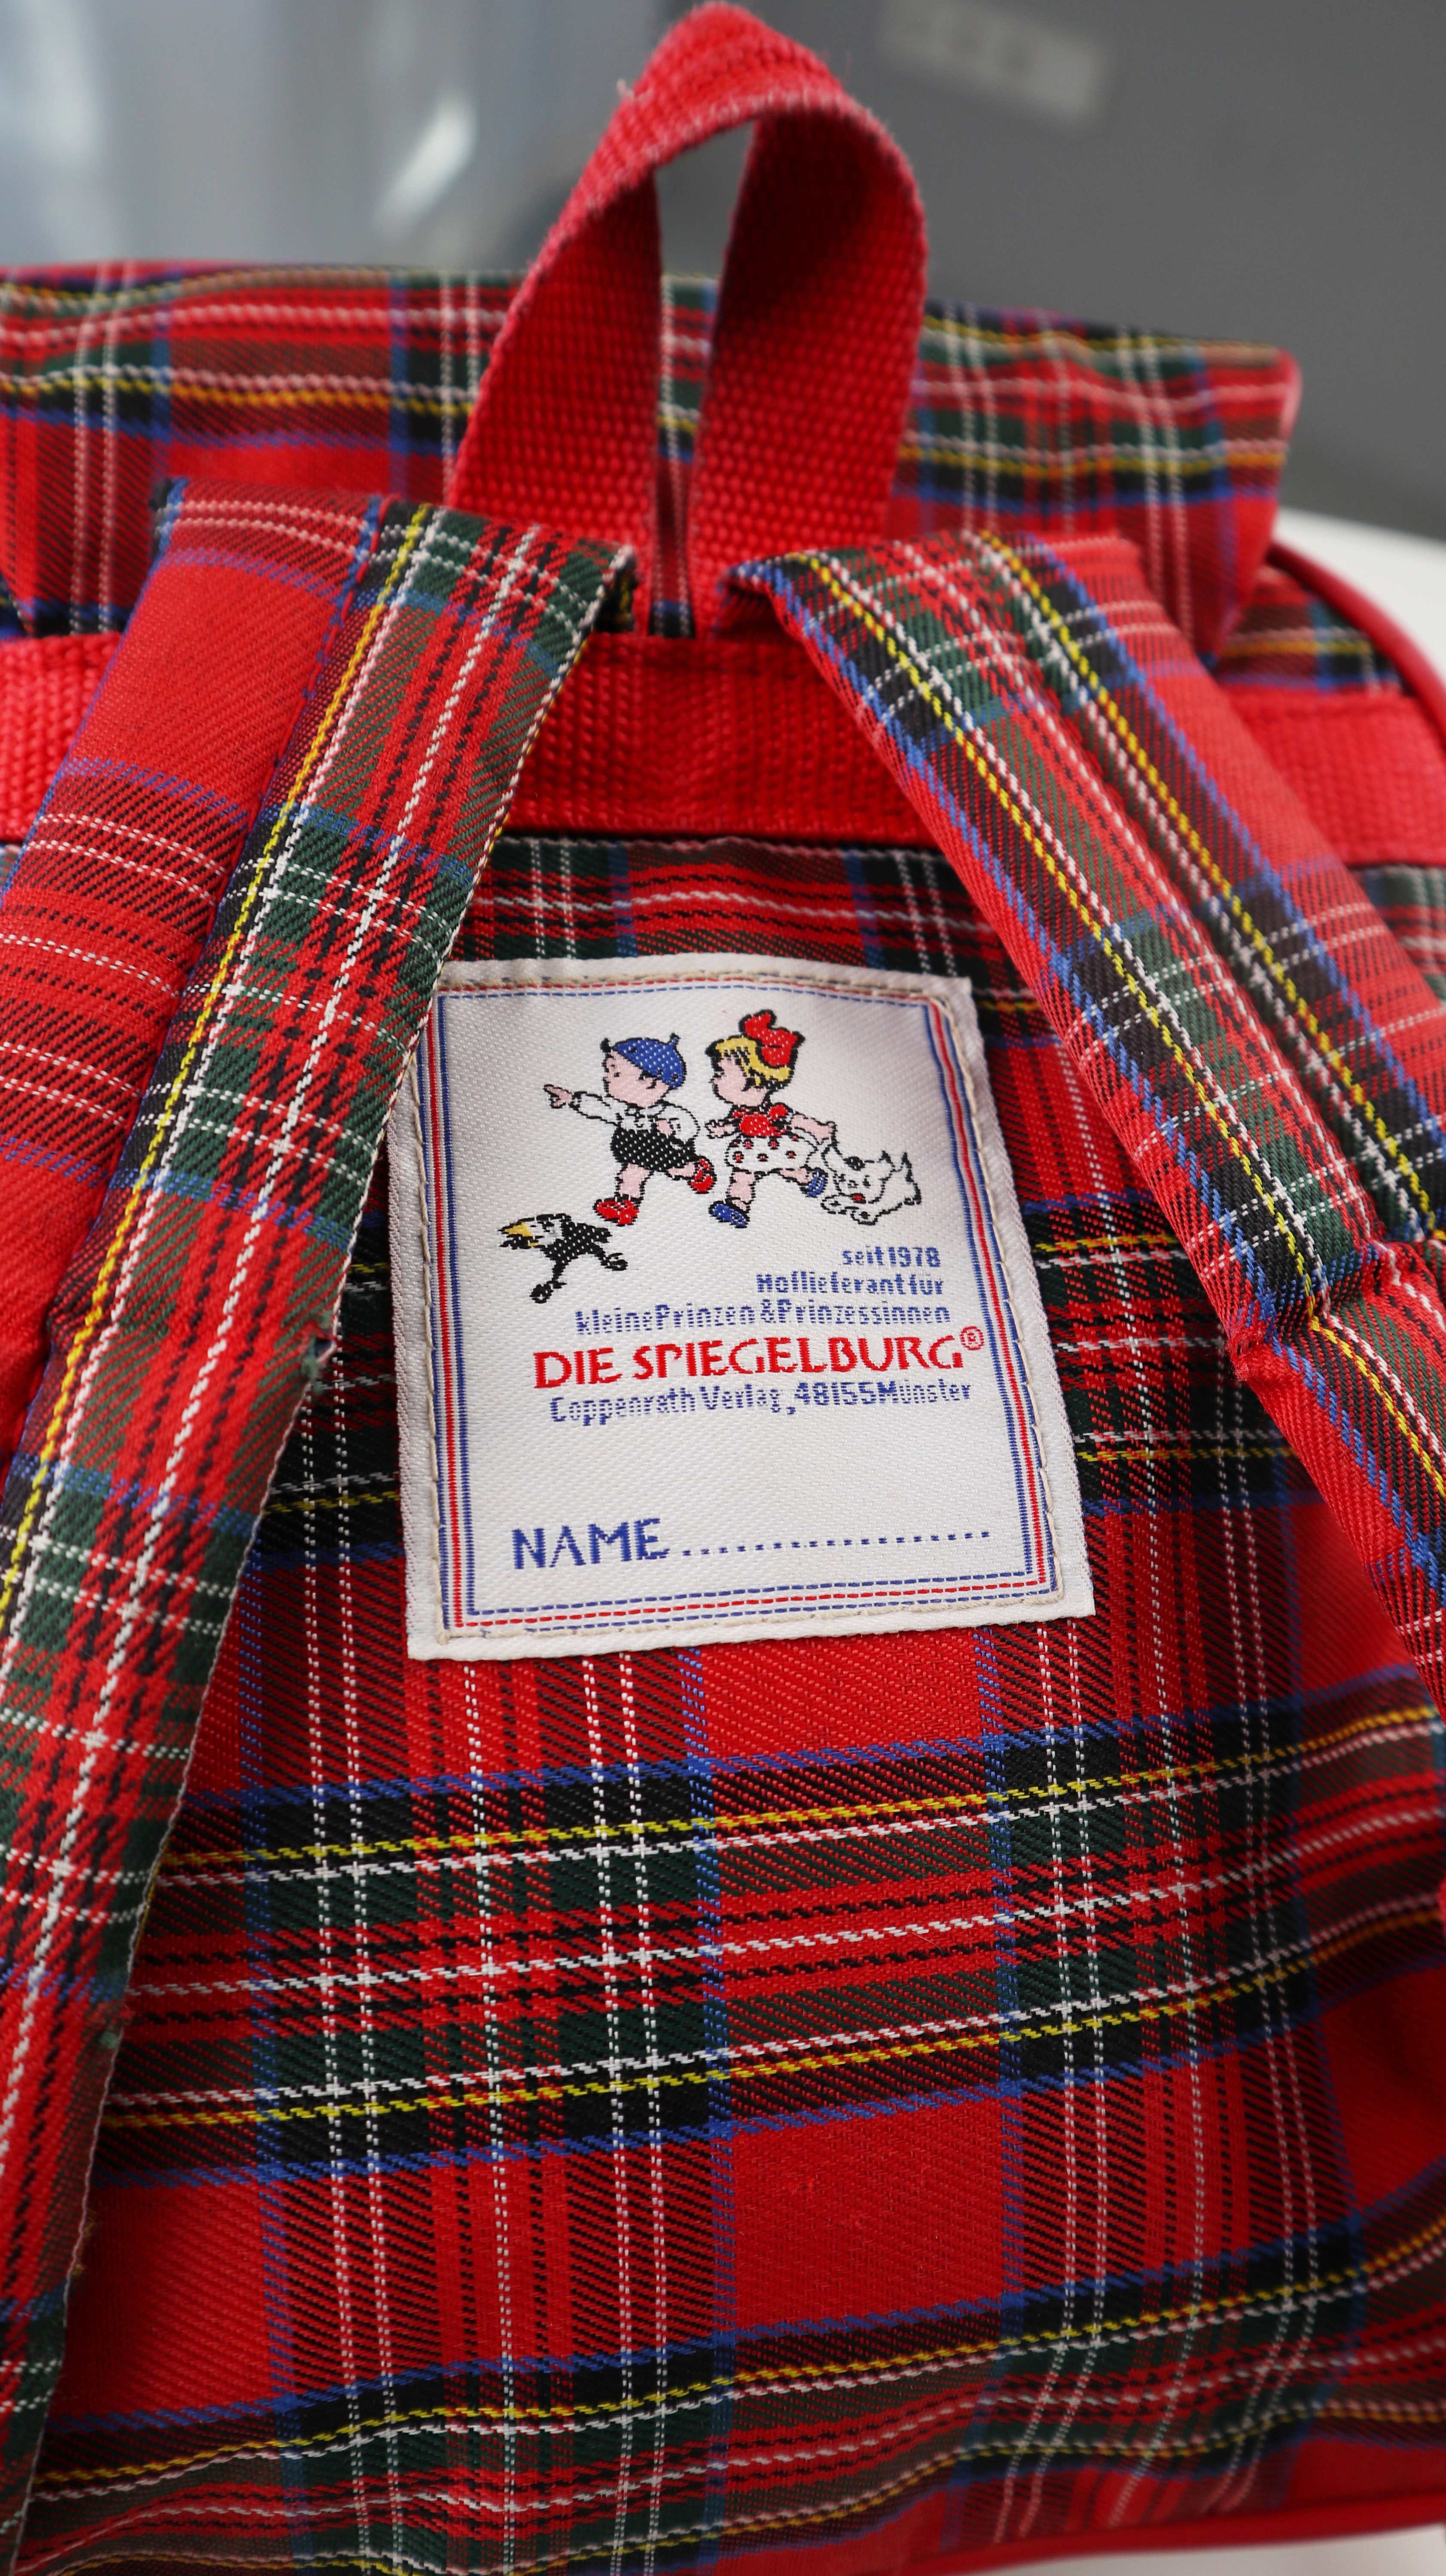 seit 1978
Hoflieferant für
kleine Prinzen & Prinzessinnen
DIE SPIEGELBURG®
Coppenrath Verlag, 48155 Münster
NAME.................